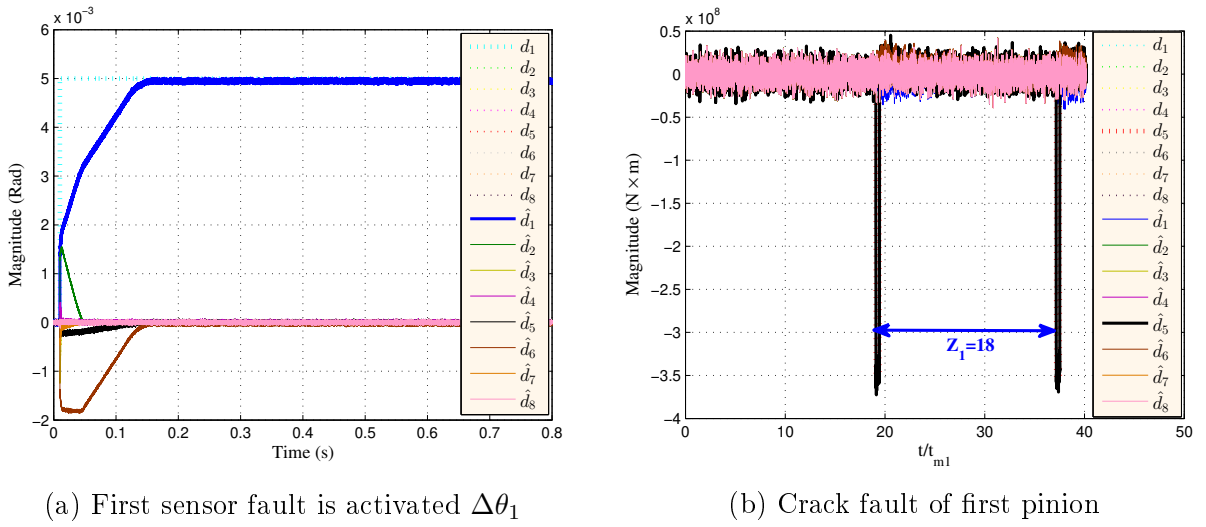 x 10⁻³
6
5
4
3
2
1
0
−1
−2
Magnitude (Rad)
0 0.1 0.2 0.3 0.4 0.5 0.6 0.7 0.8
Time (s)
d₁
d₂
d₃
d₄
d₅
d₆
d₇
d₈
d̂₁
d̂₂
d̂₃
d̂₄
d̂₅
d̂₆
d̂₇
d̂₈
(a) First sensor fault is activated Δθ₁
x 10⁸
0.5
0
−0.5
−1
−1.5
−2
−2.5
−3
−3.5
−4
Magnitude (N×m)
Z₁=18
0 10 20 30 40 50
t/tₘ₁
d₁
d₂
d₃
d₄
d₅
d₆
d₇
d₈
d̂₁
d̂₂
d̂₃
d̂₄
d̂₅
d̂₆
d̂₇
d̂₈
(b) Crack fault of first pinion